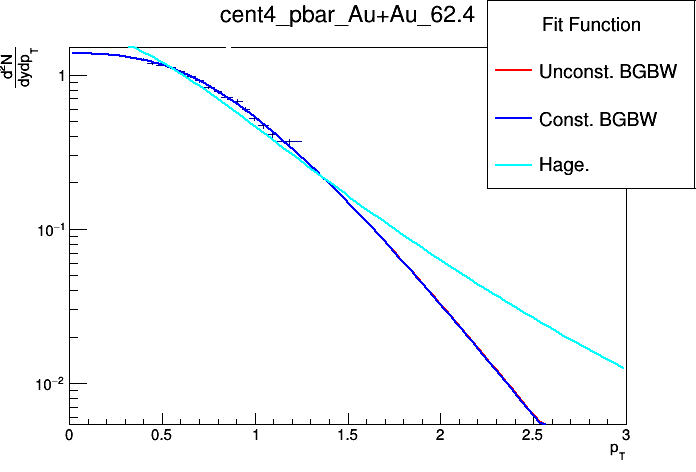 cent4_pbar_Au+Au_62.4
Fit Function
Unconst. BGBW
Const. BGBW
Hage.
d²N
dydp_T
1
10⁻¹
10⁻²
0 0.5 1 1.5 2 2.5 3
p_T